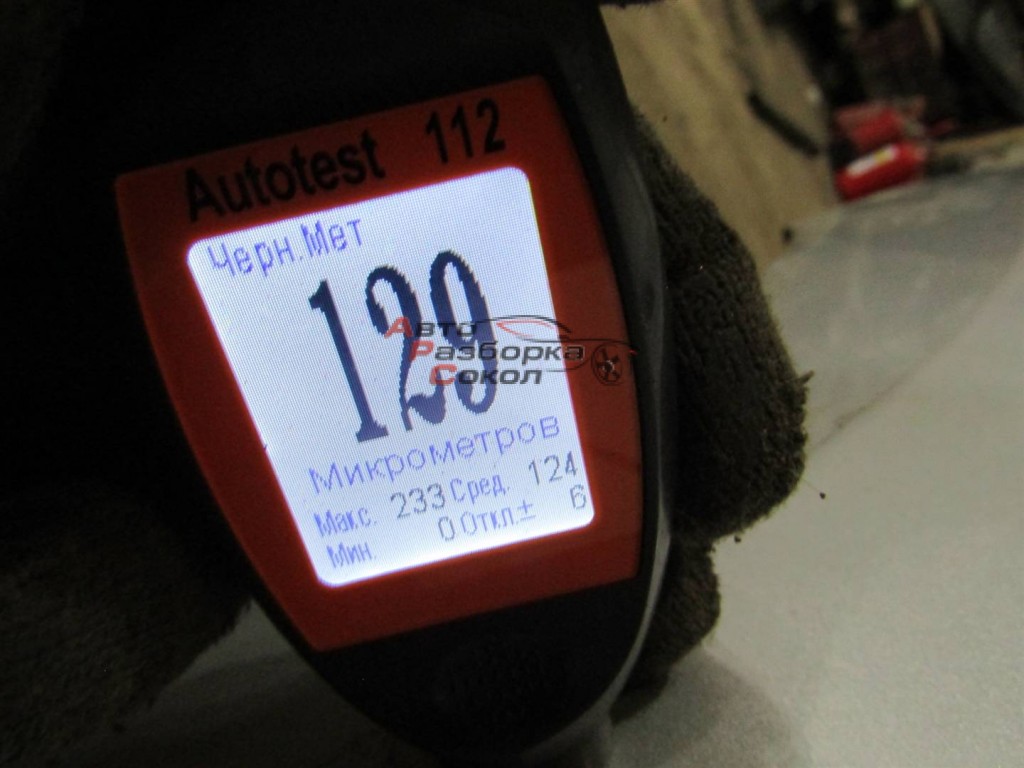 Autotest 112
Черн.Мет
129
Авто
Разборка
Сокол
Микрометров
Макс. 233 Сред. 124
Мин. 0 Откл.± 6